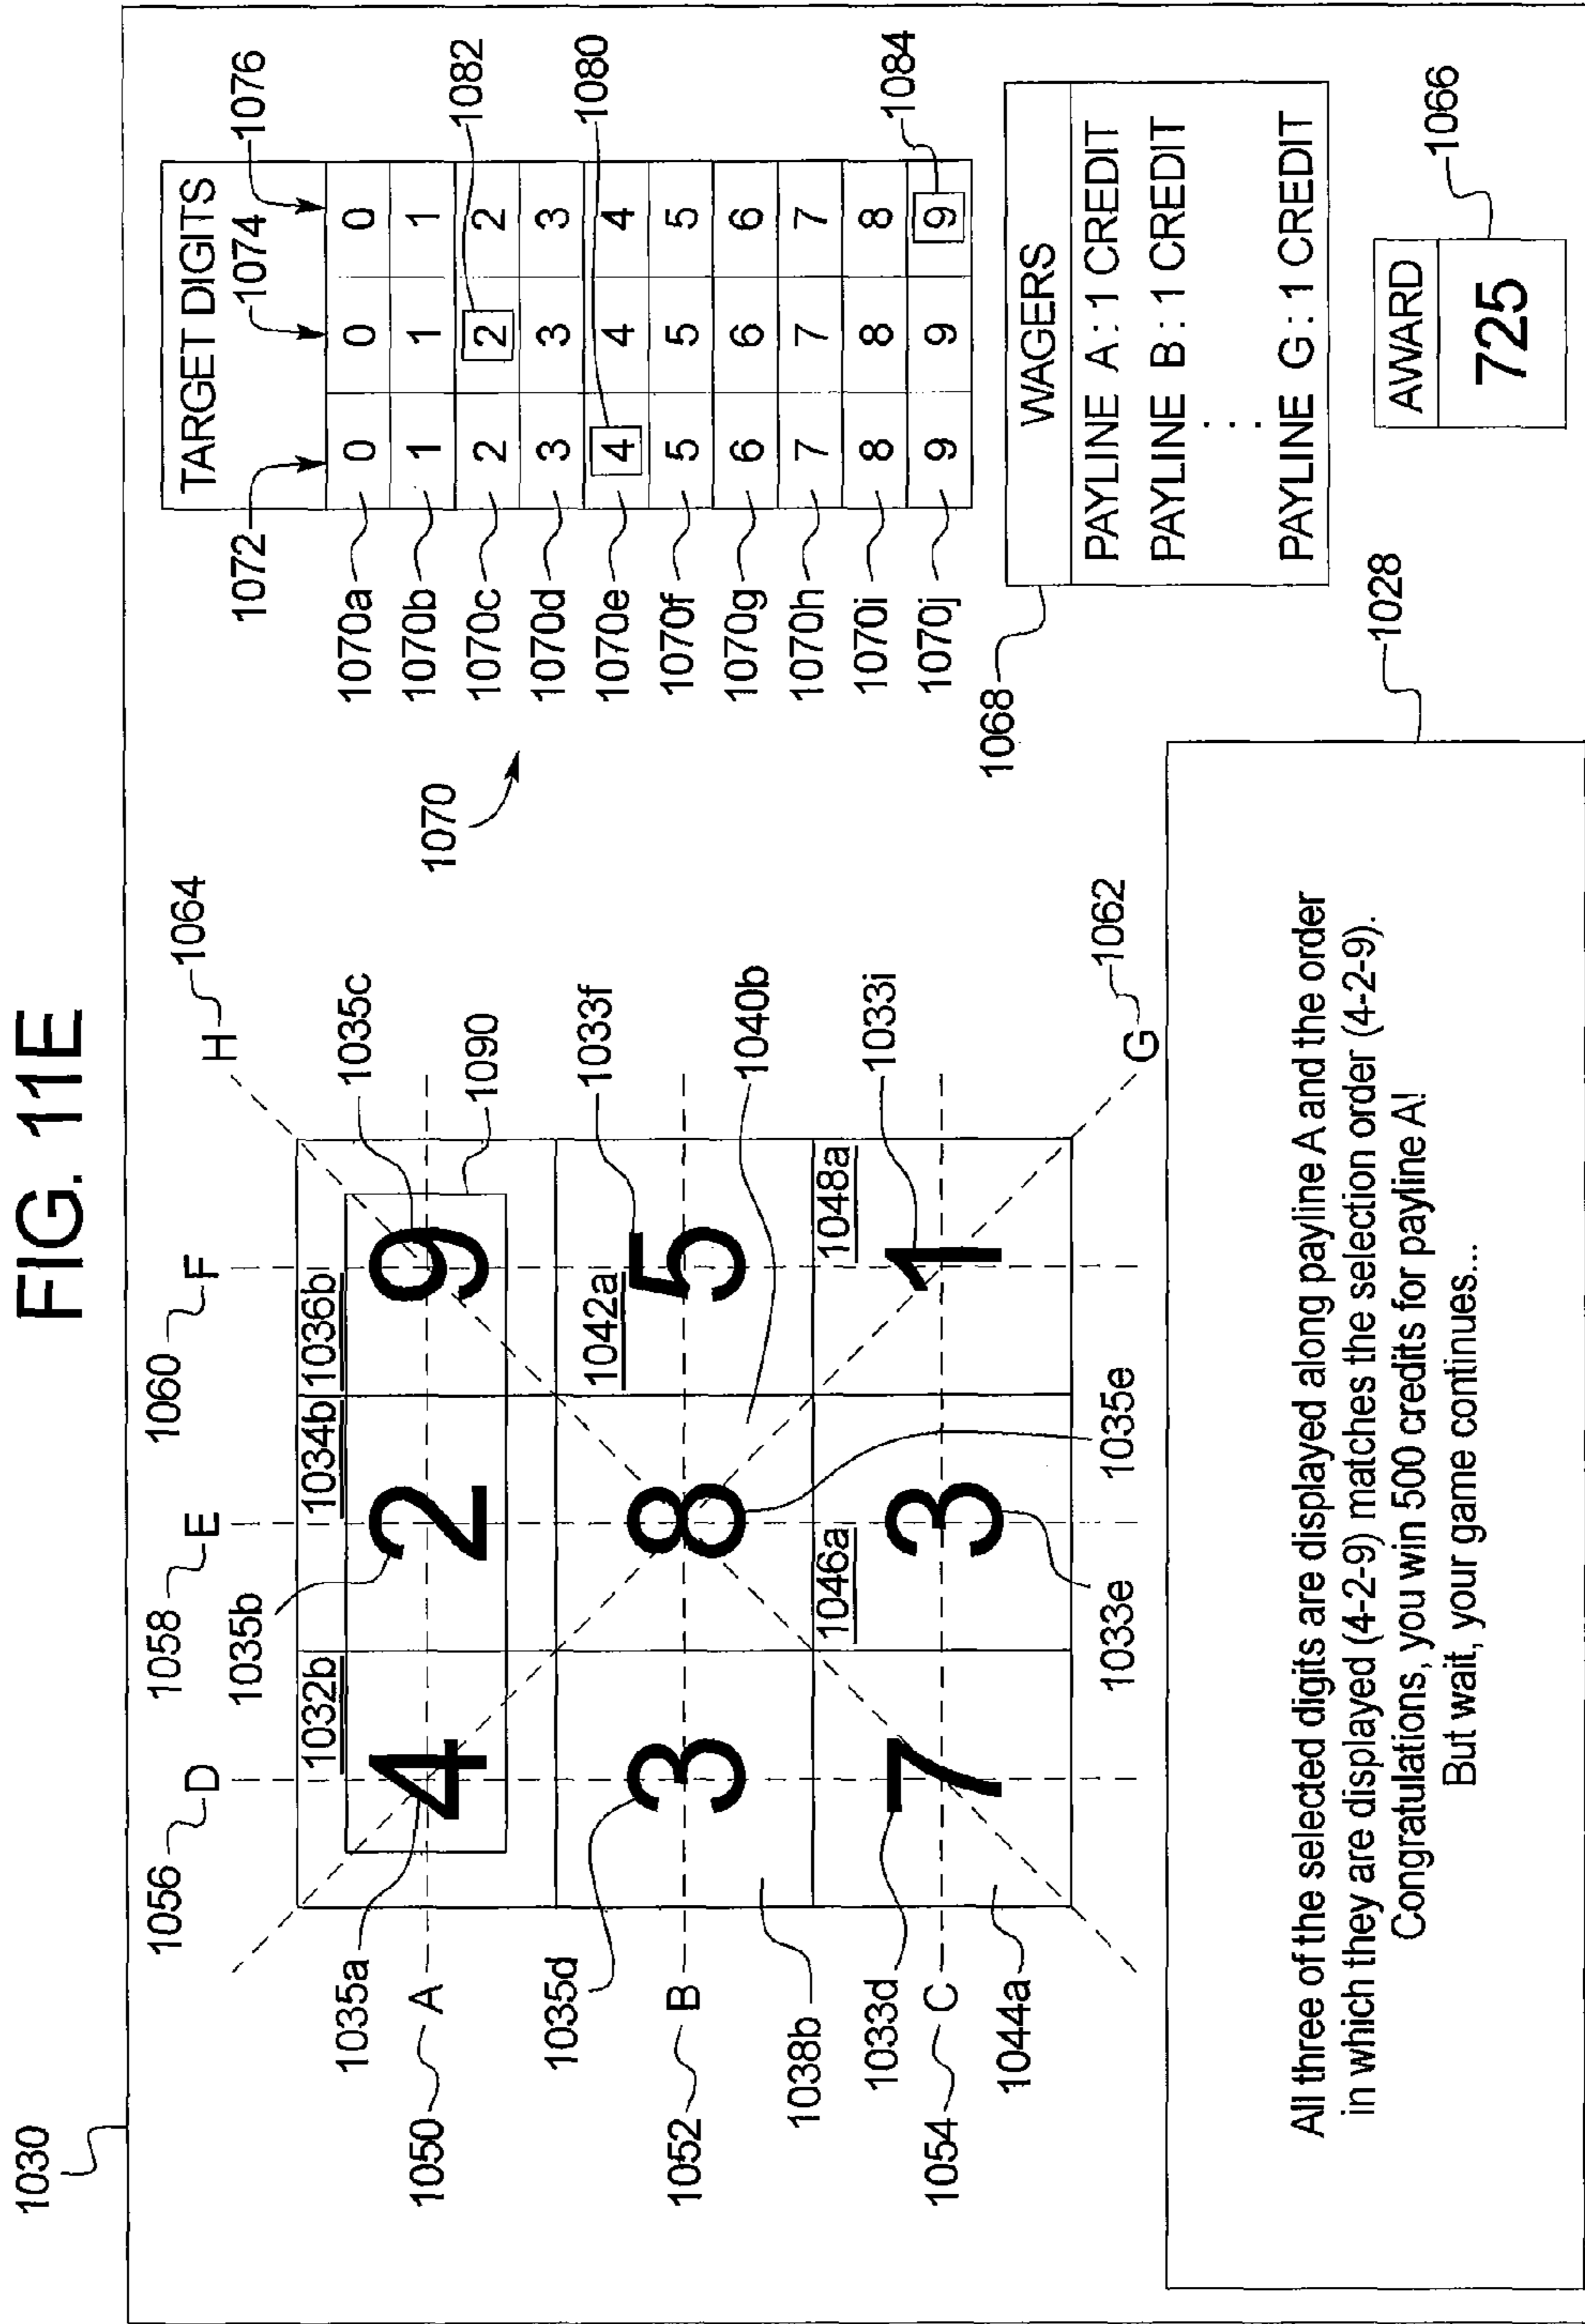 FIG. 11E
1030
1056 D
1058 E
1060 F
H 1064
1035b
1035a
1032b
1034b
1036b
1035c
1050 A
4 2 9
1090
1035d
1042a
1033f
1052 B
3 8 5
1038b
1040b
1033d
1046a
1048a
1054 C
7 3 1
1033i
1044a
1033e
1035e
G 1062
1070
TARGET DIGITS
1072
1074
1076
1070a 0 0 0
1070b 1 1 1
1070c 2 2 2
1082
1070d 3 3 3
1070e 4 4 4
1080
1070f 5 5 5
1070g 6 6 6
1070h 7 7 7
1070i 8 8 8
1070j 9 9 9
1084
1068
WAGERS
PAYLINE A : 1 CREDIT
PAYLINE B : 1 CREDIT
PAYLINE G : 1 CREDIT
AWARD
725
1066
1028
All three of the selected digits are displayed along payline A and the order
in which they are displayed (4-2-9) matches the selection order (4-2-9).
Congratulations, you win 500 credits for payline A!
But wait, your game continues...